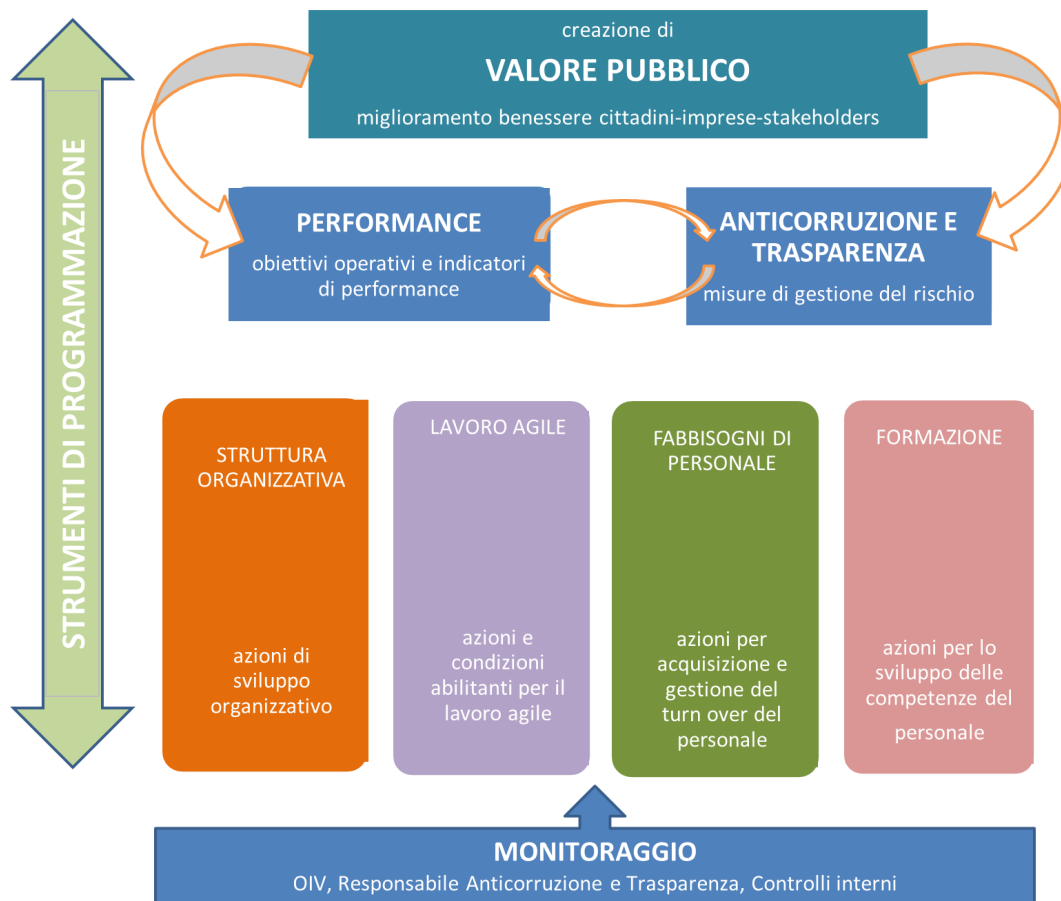 creazione di
VALORE PUBBLICO
miglioramento benessere cittadini-imprese-stakeholders
STRUMENTI DI PROGRAMMAZIONE
PERFORMANCE
obiettivi operativi e indicatori
di performance
ANTICORRUZIONE E
TRASPARENZA
misure di gestione del rischio
STRUTTURA
ORGANIZZATIVA
azioni di
sviluppo
organizzativo
LAVORO AGILE
azioni e
condizioni
abilitanti per il
lavoro agile
FABBISOGNI DI
PERSONALE
azioni per
acquisizione e
gestione del
turn over del
personale
FORMAZIONE
azioni per lo
sviluppo delle
competenze del
personale
MONITORAGGIO
OIV, Responsabile Anticorruzione e Trasparenza, Controlli interni